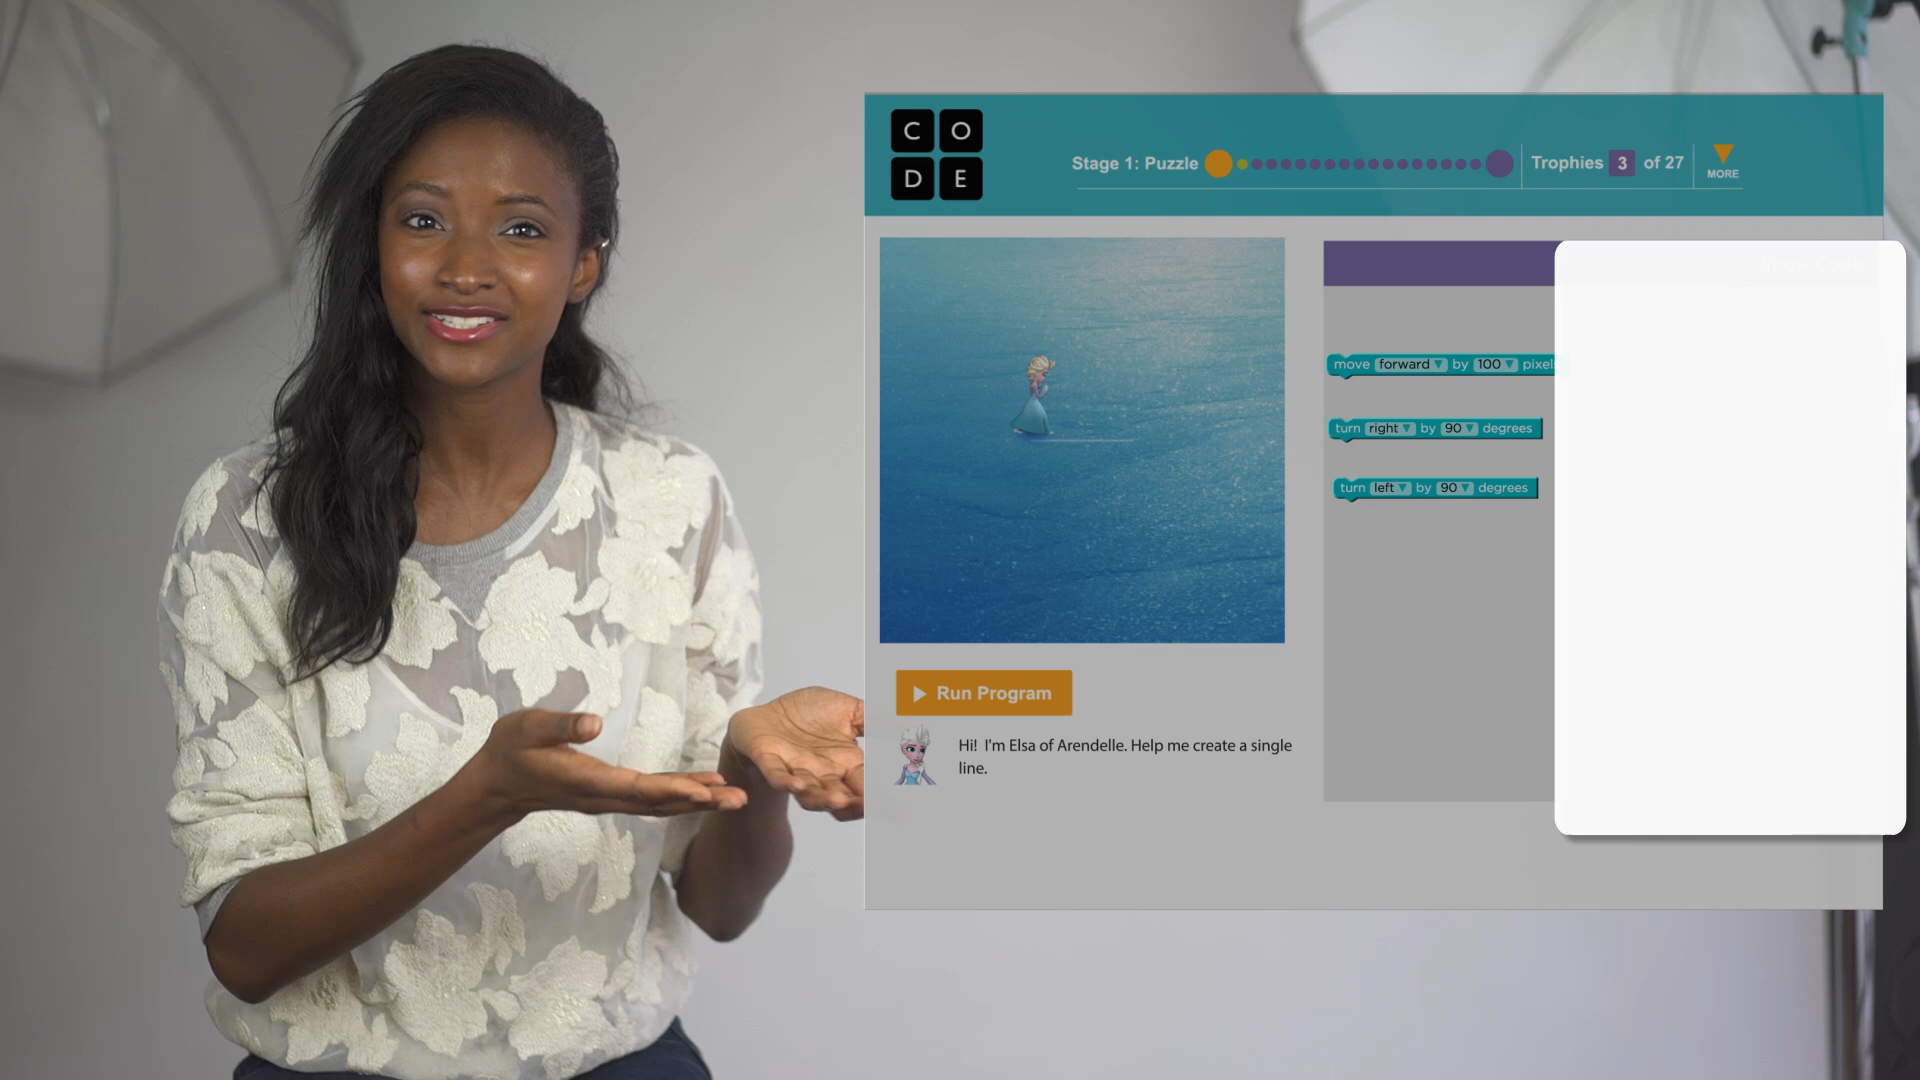 C O
D E
Stage 1: Puzzle
Trophies 3 of 27
MORE
move forward by 100
turn right by 90 degrees
turn left by 90 degrees
Run Program
Hi! I'm Elsa of Arendelle. Help me create a single
line.